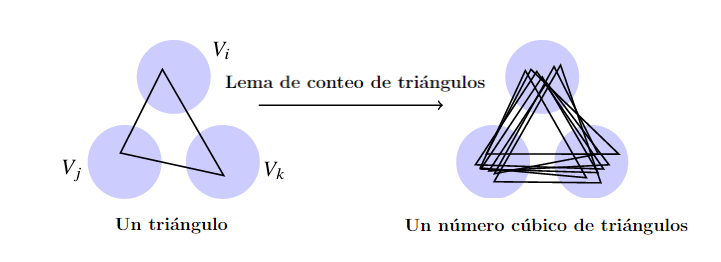 V_i
Lema de conteo de triángulos
V_j
V_k
Un triángulo
Un número cúbico de triángulos